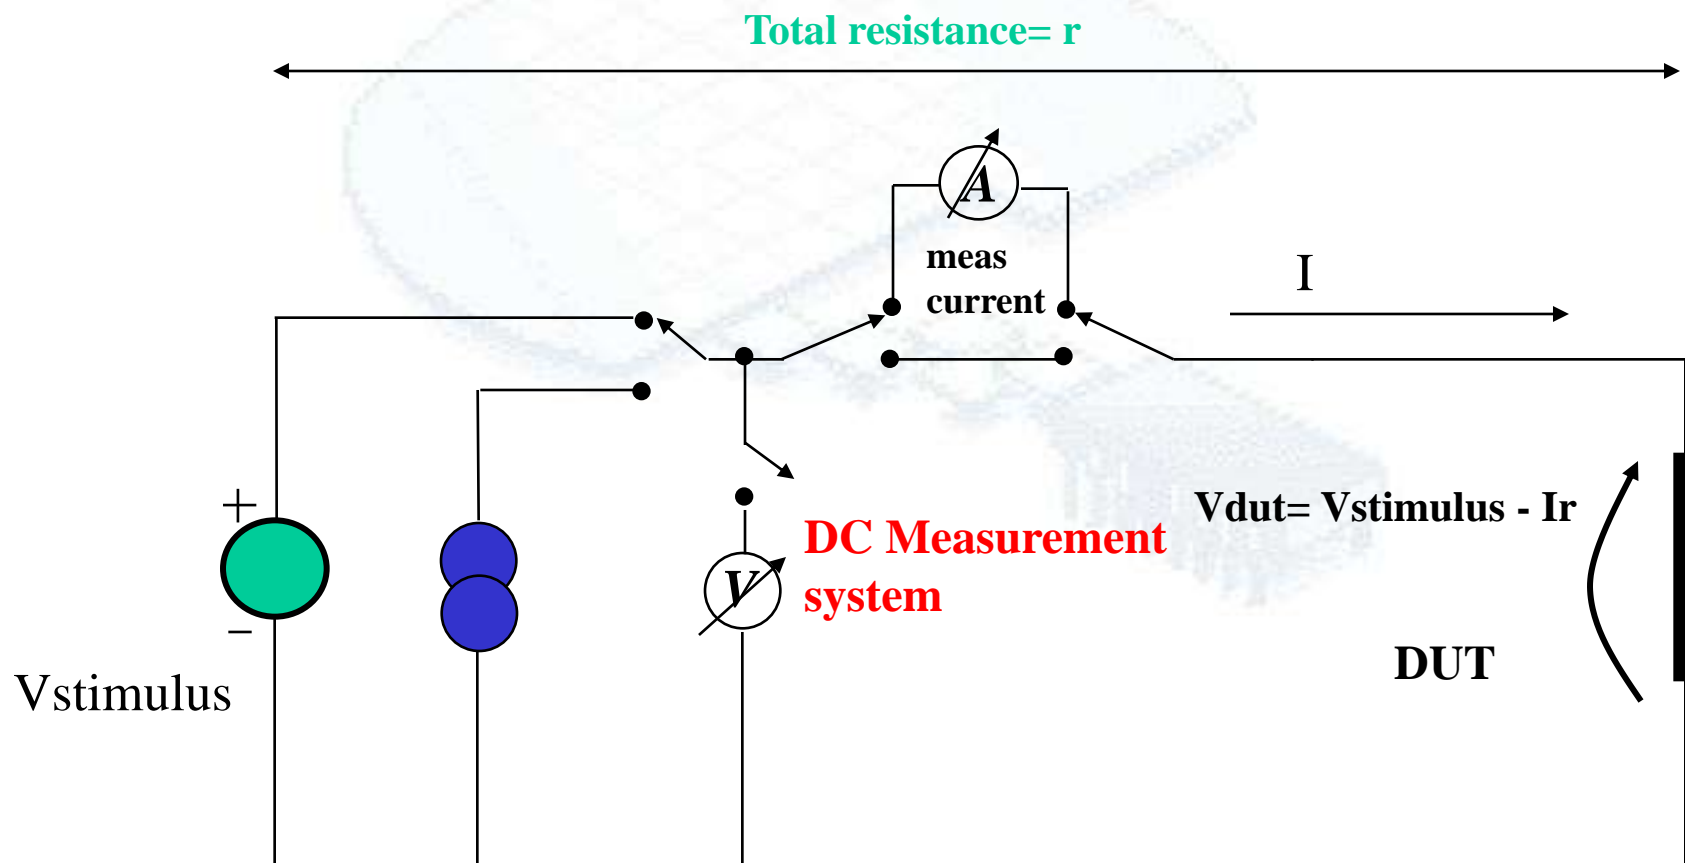 Total resistance= r
A
meas
current
I
+
V
DC Measurement
system
Vdut= Vstimulus - Ir
−
DUT
Vstimulus